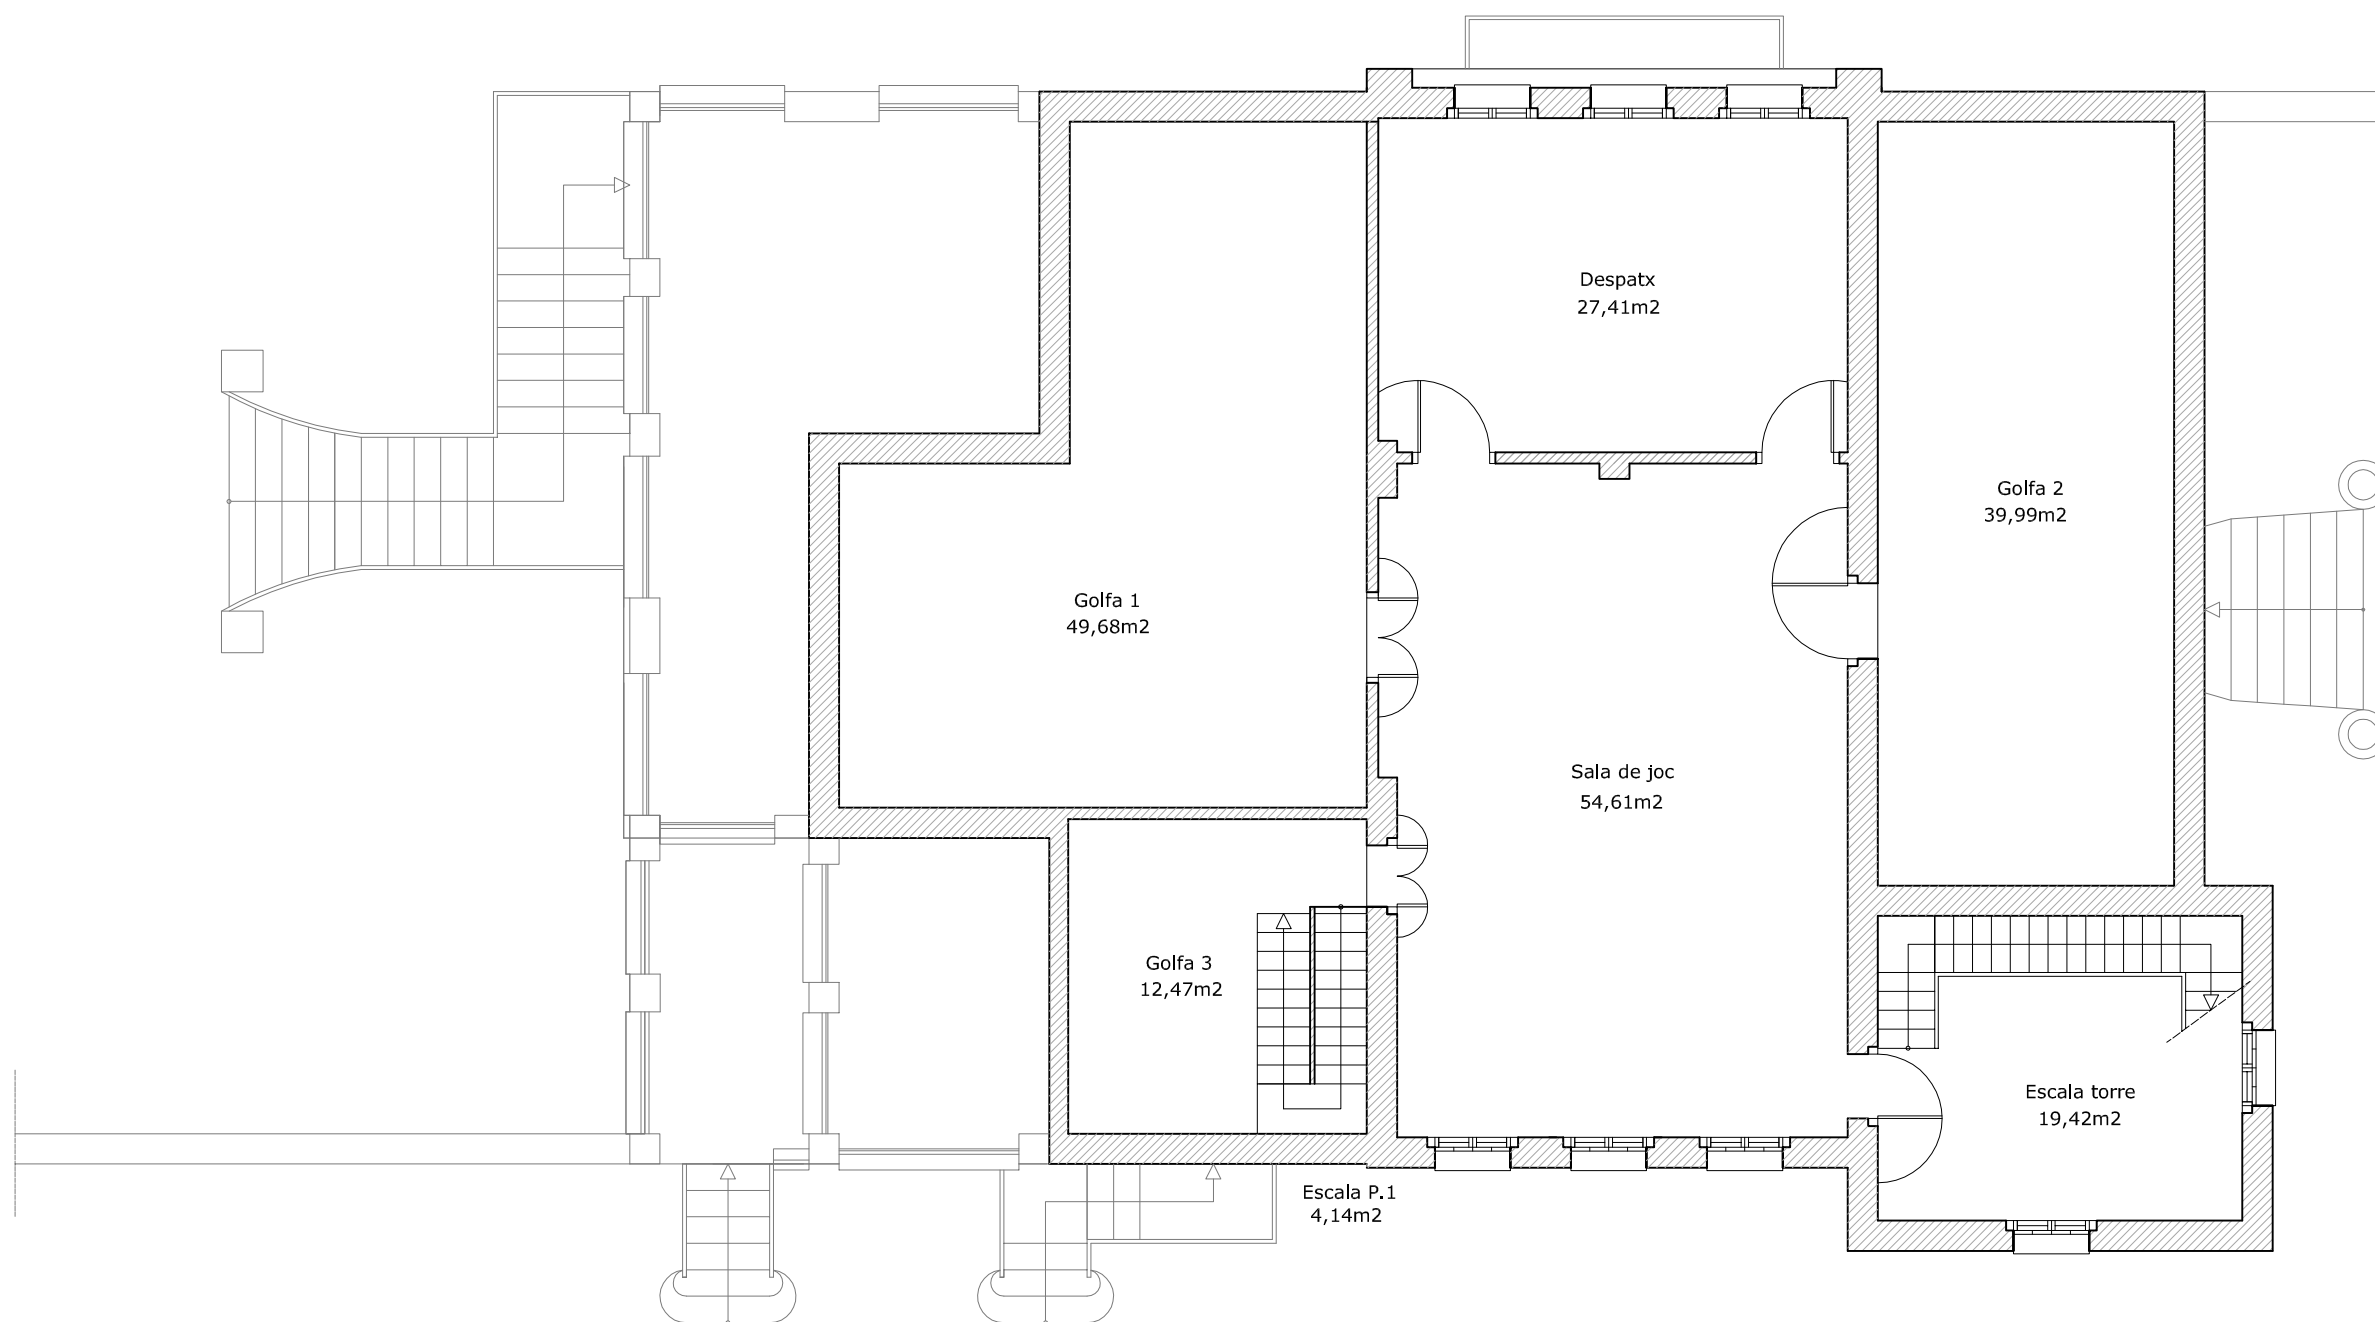 Despatx
27,41m2
Golfa 2
39,99m2
Golfa 1
49,68m2
Sala de joc
54,61m2
Golfa 3
12,47m2
Escala torre
19,42m2
Escala P.1
4,14m2